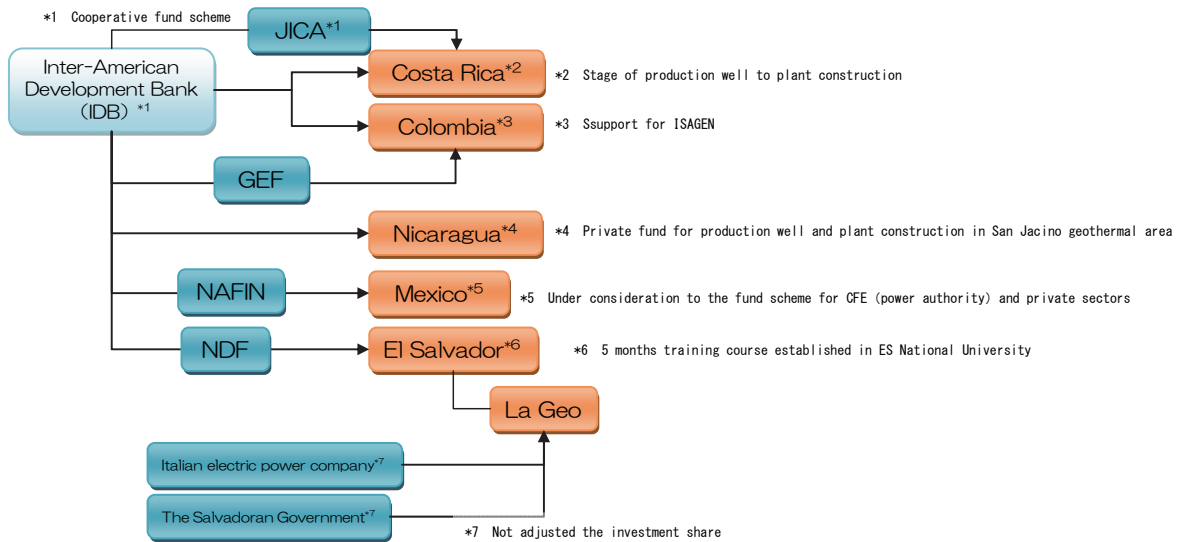 *1 Cooperative fund scheme
JICA*1
Inter-American
Development Bank
(IDB) *1
Costa Rica*2
*2 Stage of production well to plant construction
Colombia*3
*3 Ssupport for ISAGEN
GEF
Nicaragua*4
*4 Private fund for production well and plant construction in San Jacino geothermal area
NAFIN
Mexico*5
*5 Under consideration to the fund scheme for CFE (power authority) and private sectors
NDF
El Salvador*6
*6 5 months training course established in ES National University
La Geo
Italian electric power company*7
The Salvadoran Government*7
*7 Not adjusted the investment share